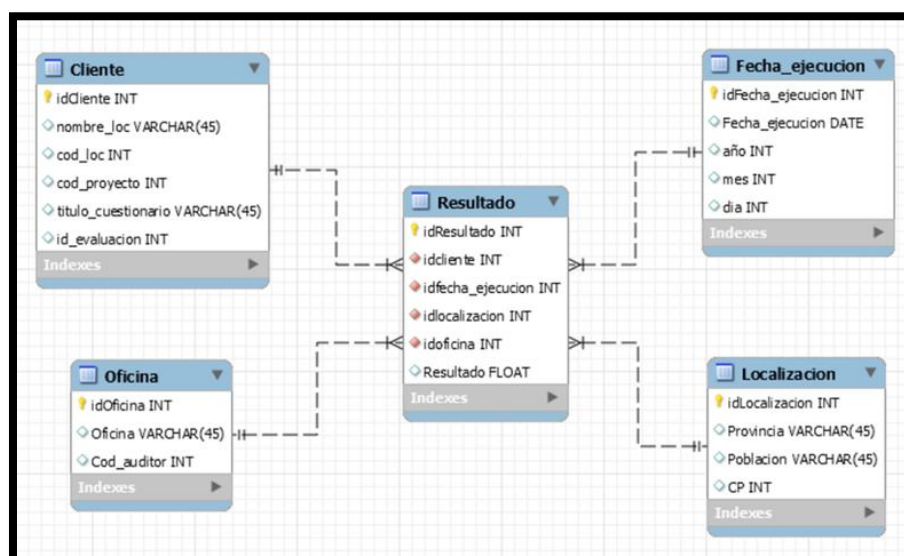 Cliente
idCliente INT
nombre_loc VARCHAR(45)
cod_loc INT
cod_proyecto INT
titulo_cuestionario VARCHAR(45)
id_evaluacion INT
Indexes
Fecha_ejecucion
idFecha_ejecucion INT
Fecha_ejecucion DATE
año INT
mes INT
dia INT
Indexes
Resultado
idResultado INT
idcliente INT
idfecha_ejecucion INT
idlocalizacion INT
idoficina INT
Resultado FLOAT
Indexes
Oficina
idOficina INT
Oficina VARCHAR(45)
Cod_auditor INT
Indexes
Localizacion
idLocalizacion INT
Provincia VARCHAR(45)
Poblacion VARCHAR(45)
CP INT
Indexes